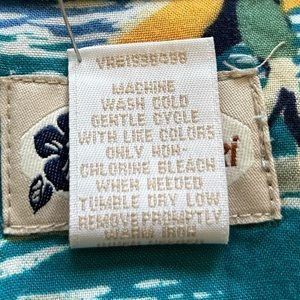 MACHINE
WASH COLD
GENTLE CYCLE
WITH LIKE COLORS
ONLY NON-
CHLORINE BLEACH
WHEN NEEDED
TUMBLE DRY LOW
REMOVE PROMPTLY
WARM IRON